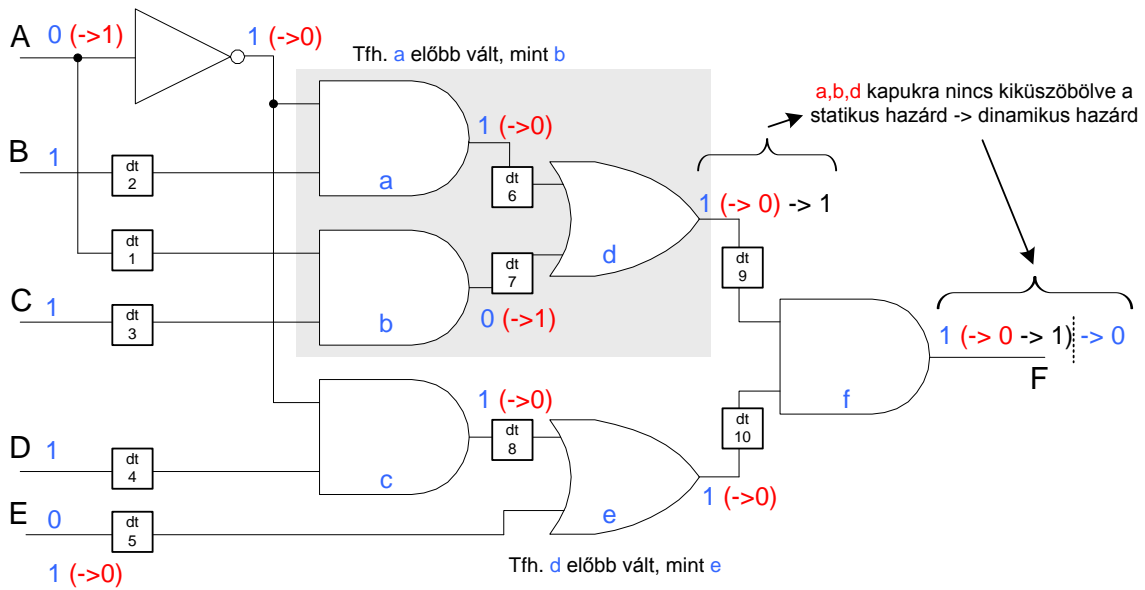 A 0 (->1)
1 (->0)
Tfh. a előbb vált, mint b
a,b,d kapukra nincs kiküszöbölve a
statikus hazárd -> dinamikus hazárd
B 1
dt
2
a
1 (->0)
dt
6
d
1 (-> 0) -> 1
dt
1
dt
7
dt
9
C 1
dt
3
b
0 (->1)
1 (-> 0 -> 1) -> 0
F
f
1 (->0)
dt
8
dt
10
D 1
dt
4
c
e
1 (->0)
E 0
dt
5
1 (->0)
Tfh. d előbb vált, mint e